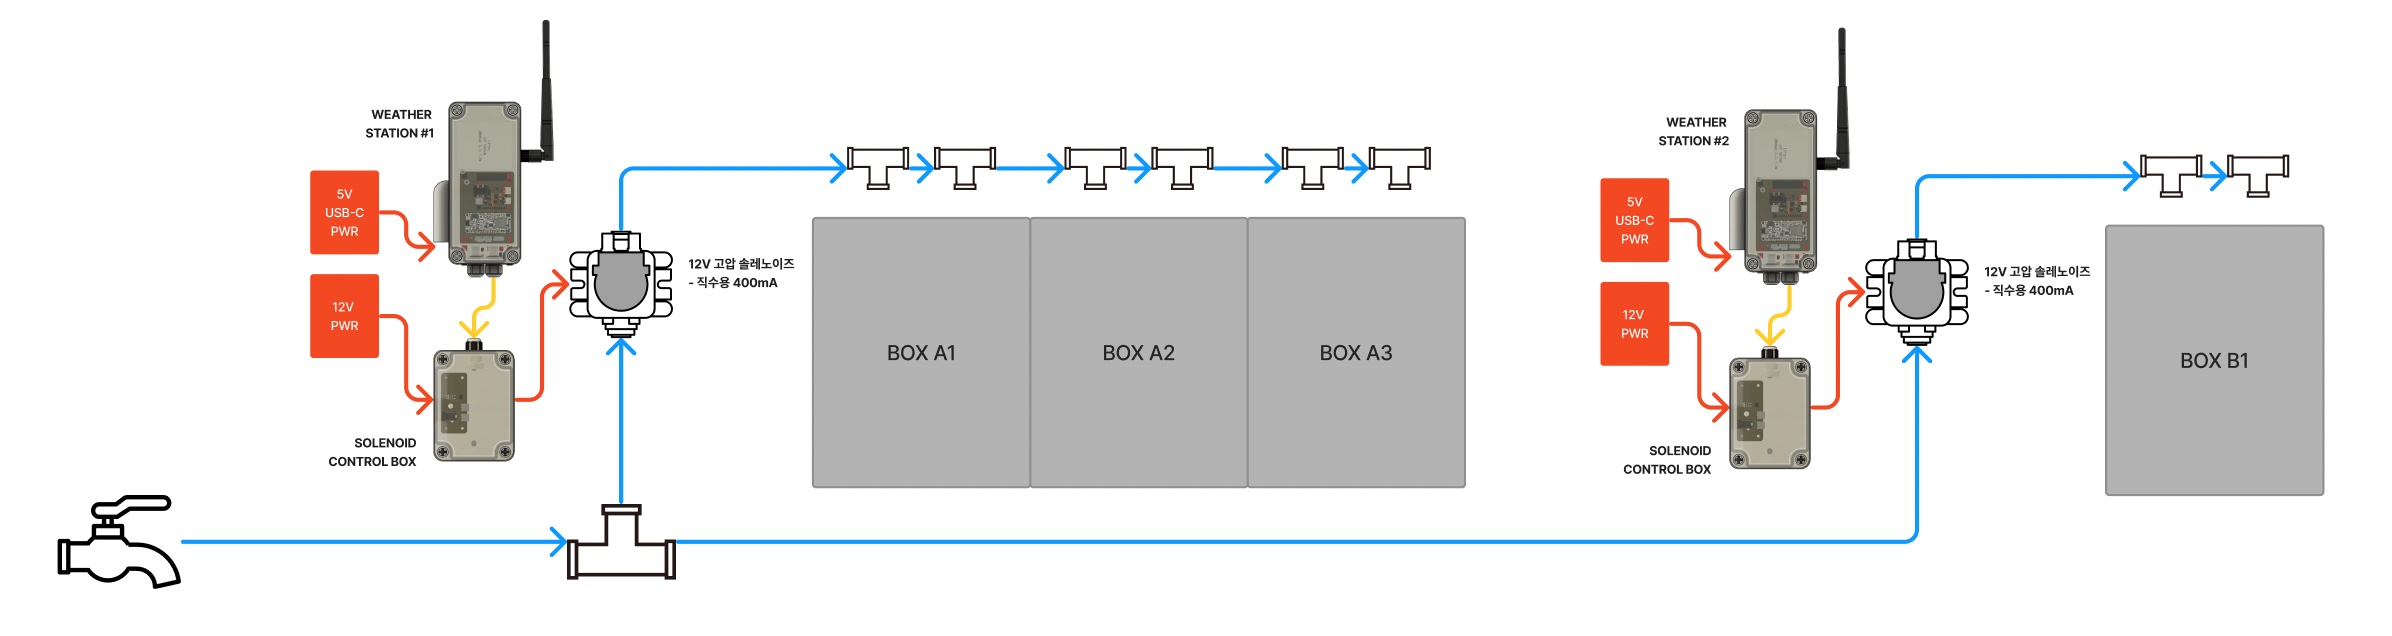 WEATHER
STATION #1
5V
USB-C
PWR
12V
PWR
SOLENOID
CONTROL BOX
12V 고압 솔레노이즈
- 직수용 400mA
BOX A1
BOX A2
BOX A3
WEATHER
STATION #2
5V
USB-C
PWR
12V
PWR
SOLENOID
CONTROL BOX
12V 고압 솔레노이즈
- 직수용 400mA
BOX B1